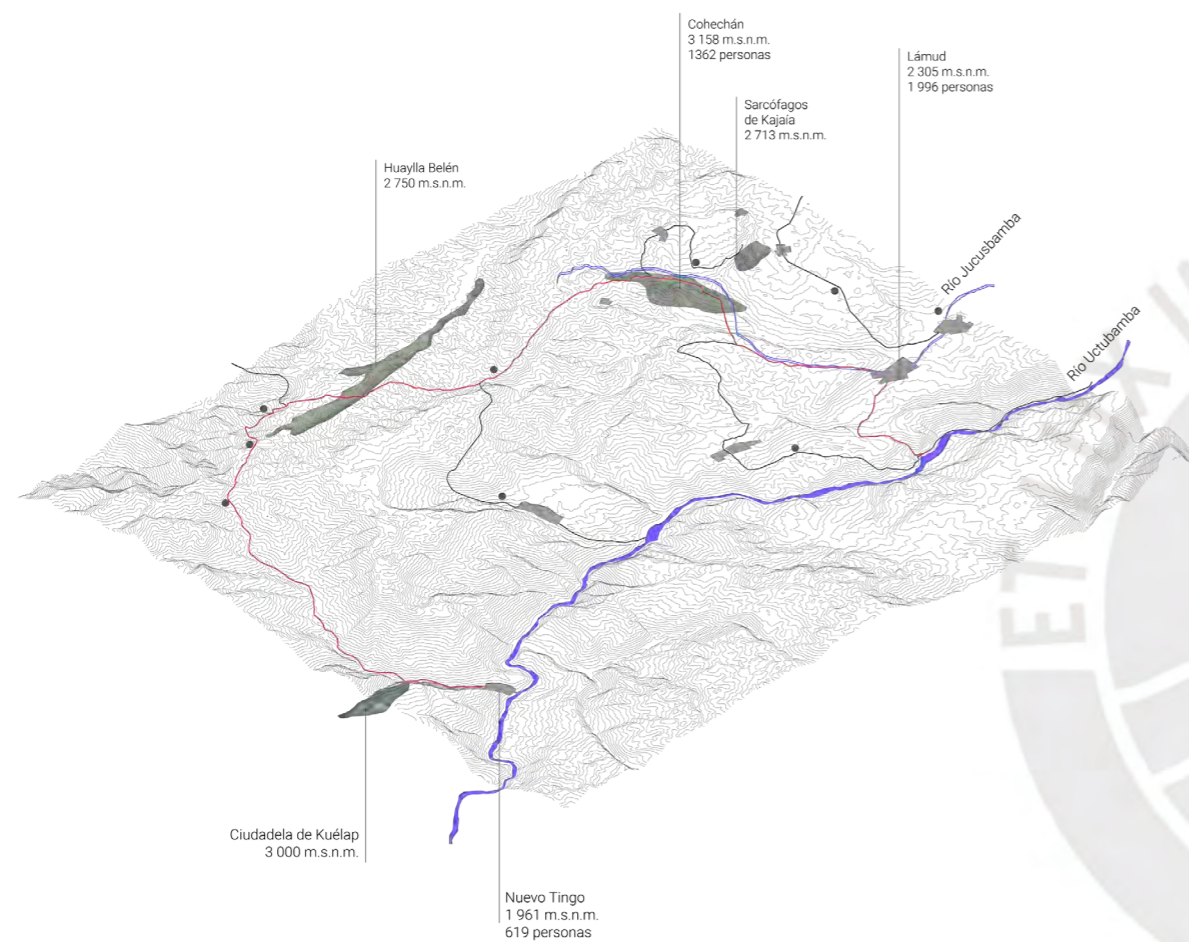 Cohechán
3 158 m.s.n.m.
1362 personas
Lámud
2 305 m.s.n.m.
1 996 personas
Sarcófagos
de Kajaía
2 713 m.s.n.m.
Huaylla Belén
2 750 m.s.n.m.
Río Jucusbamba
Río Uctubamba
Ciudadela de Kuélap
3 000 m.s.n.m.
Nuevo Tingo
1 961 m.s.n.m.
619 personas